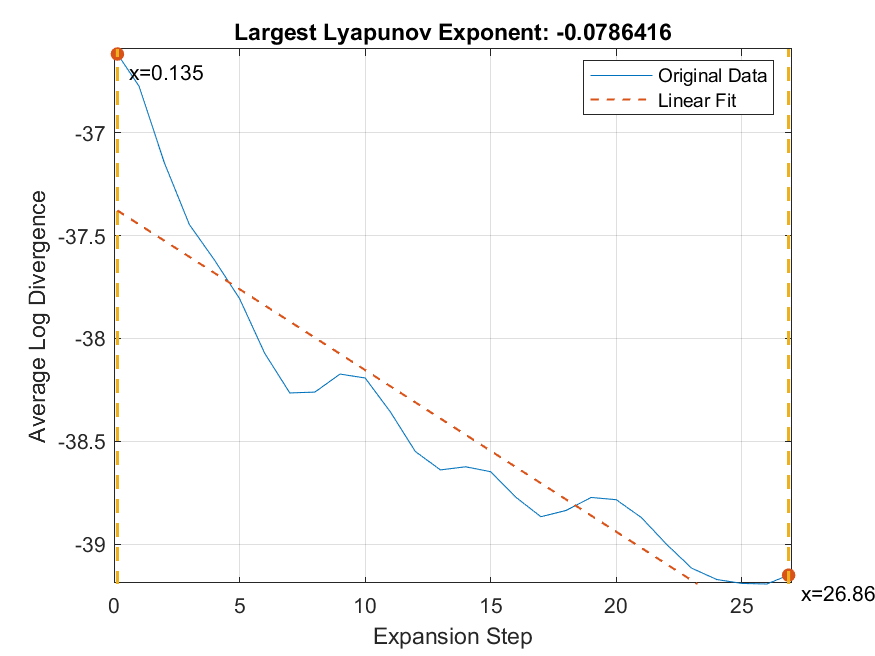 Largest Lyapunov Exponent: -0.0786416
x=0.135
Original Data
Linear Fit
-37
-37.5
-38
-38.5
-39
Average Log Divergence
0
5
10
15
20
25
x=26.86
Expansion Step